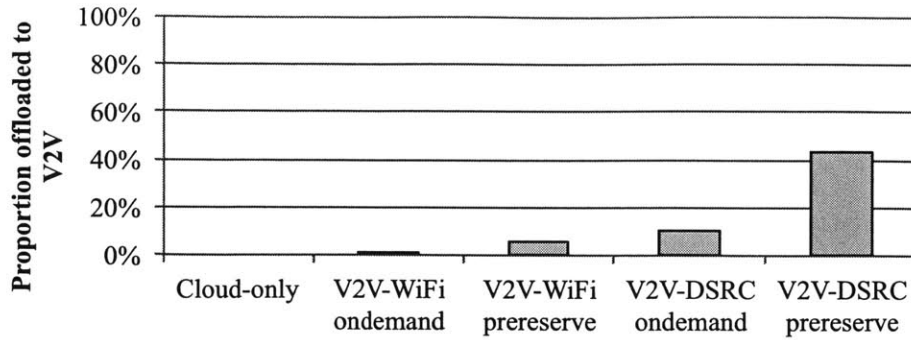 Proportion offloaded to
V2V
100%
80%
60%
40%
20%
0%
Cloud-only
V2V-WiFi
ondemand
V2V-WiFi
prereserve
V2V-DSRC
ondemand
V2V-DSRC
prereserve